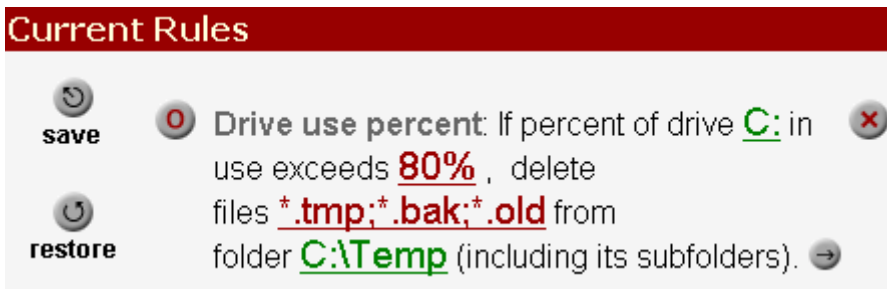 Current Rules
save
restore
O Drive use percent: If percent of drive C: in
use exceeds 80% , delete
files *.tmp;*.bak;*.old from
folder C:\Temp (including its subfolders).